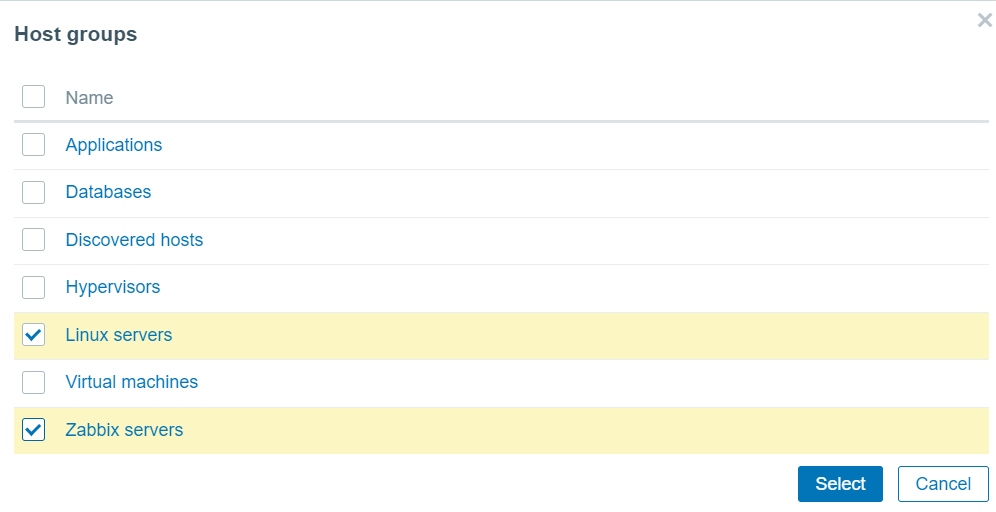 Host groups
Name
Applications
Databases
Discovered hosts
Hypervisors
Linux servers
Virtual machines
Zabbix servers
Select Cancel